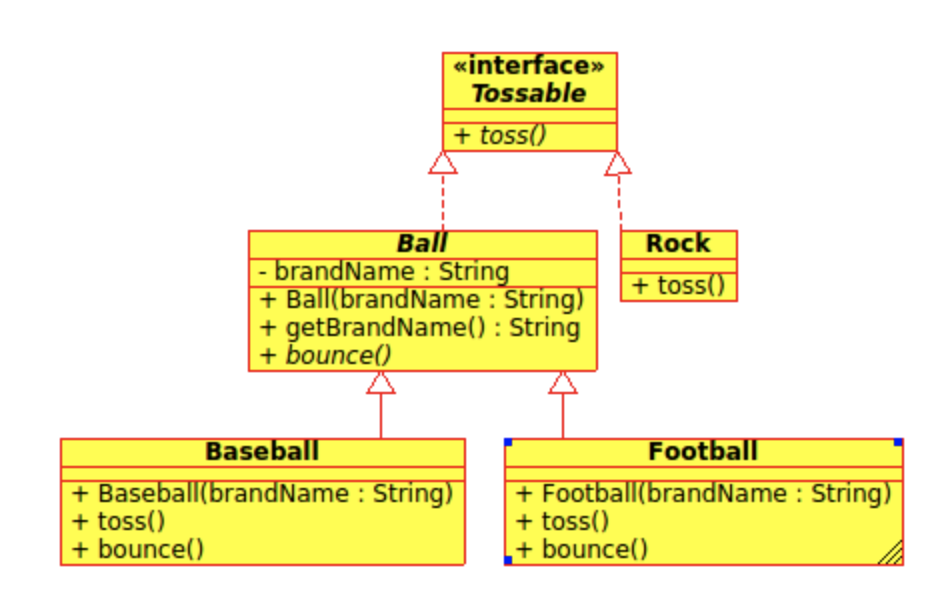 «interface»
Tossable
+ toss()
Ball
- brandName : String
+ Ball(brandName : String)
+ getBrandName() : String
+ bounce()
Rock
+ toss()
Baseball
+ Baseball(brandName : String)
+ toss()
+ bounce()
Football
+ Football(brandName : String)
+ toss()
+ bounce()